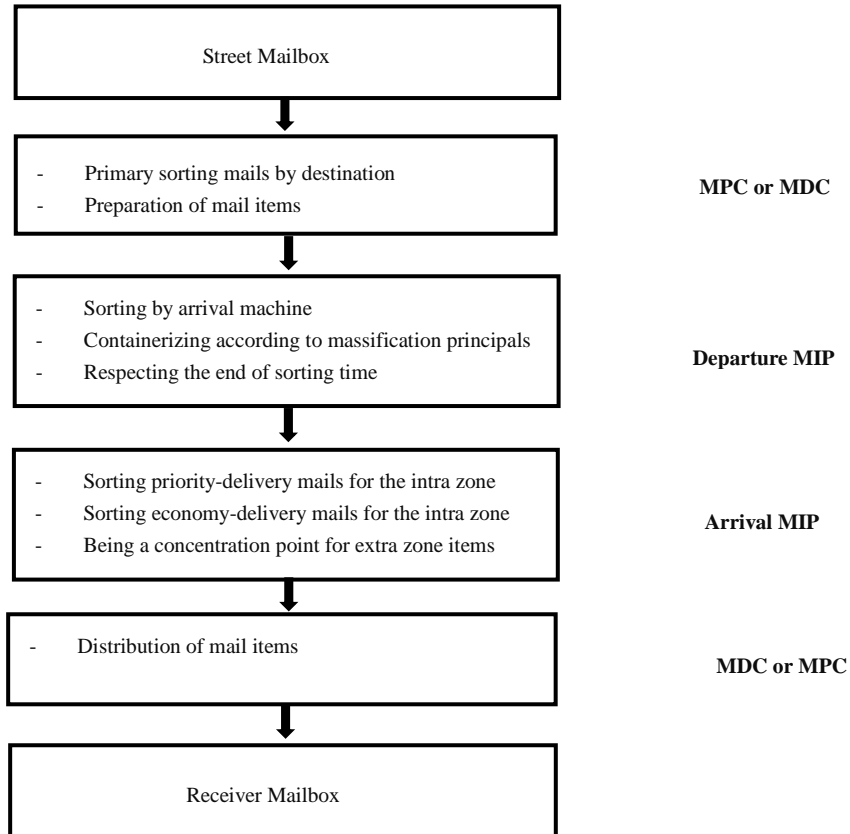 Street Mailbox
- Primary sorting mails by destination
- Preparation of mail items
MPC or MDC
- Sorting by arrival machine
- Containerizing according to massification principals
- Respecting the end of sorting time
Departure MIP
- Sorting priority-delivery mails for the intra zone
- Sorting economy-delivery mails for the intra zone
- Being a concentration point for extra zone items
Arrival MIP
- Distribution of mail items
MDC or MPC
Receiver Mailbox